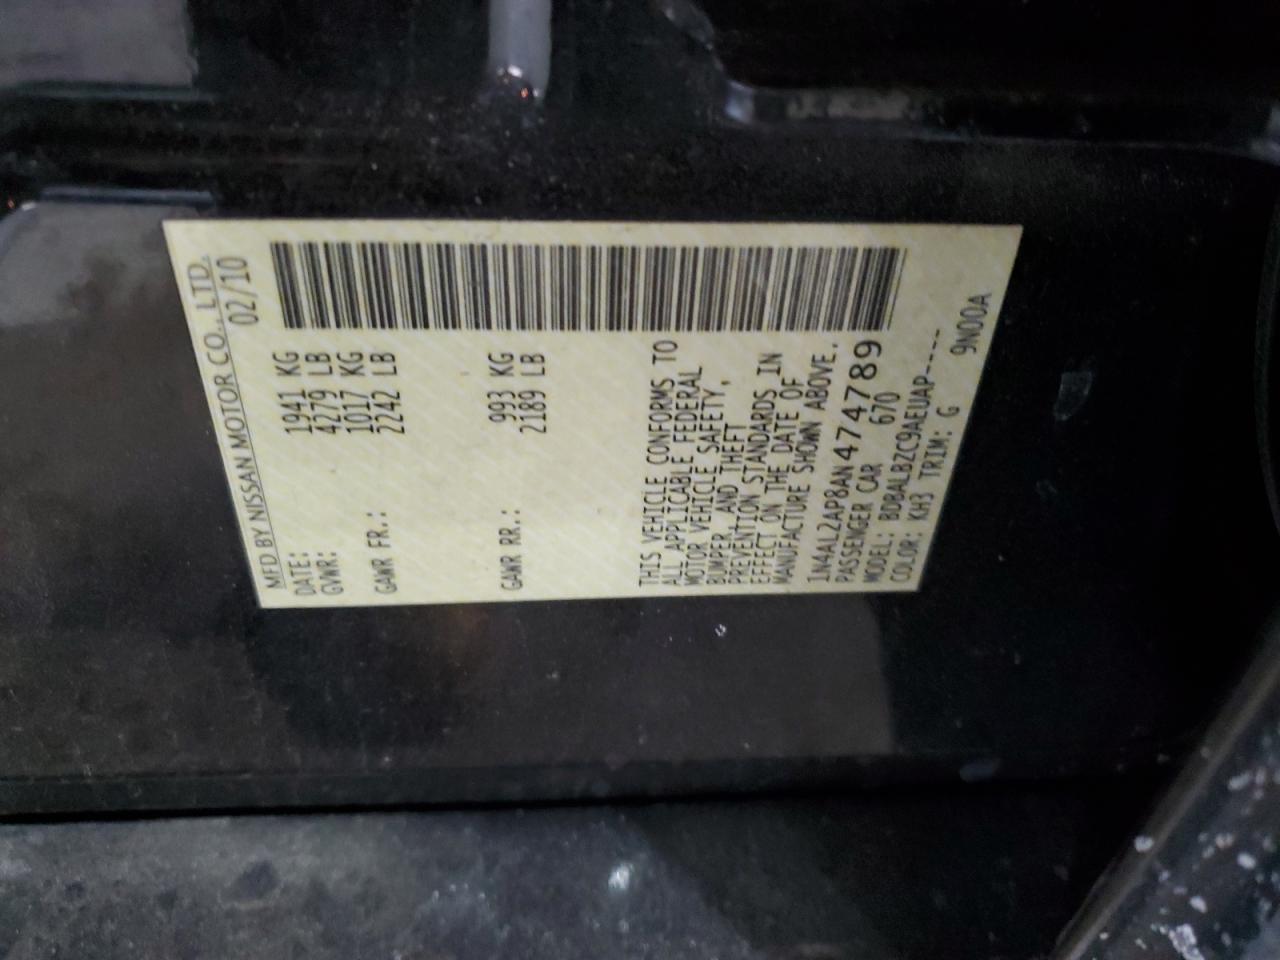 MFD BY NISSAN MOTOR CO., LTD.
DATE: 02/10
GVWR: 1941 KG
4279 LB
GAWR FR.: 1017 KG
2242 LB
GAWR RR.: 993 KG
2189 LB
THIS VEHICLE CONFORMS TO
ALL APPLICABLE FEDERAL
MOTOR VEHICLE SAFETY,
BUMPER, AND THEFT
PREVENTION STANDARDS IN
EFFECT ON THE DATE OF
MANUFACTURE SHOWN ABOVE.
1N4AL2AP8AN474789
PASSENGER CAR 670
MODEL: BDBALBZC9AEUAP----
COLOR: KH3 TRIM: G 9N00A